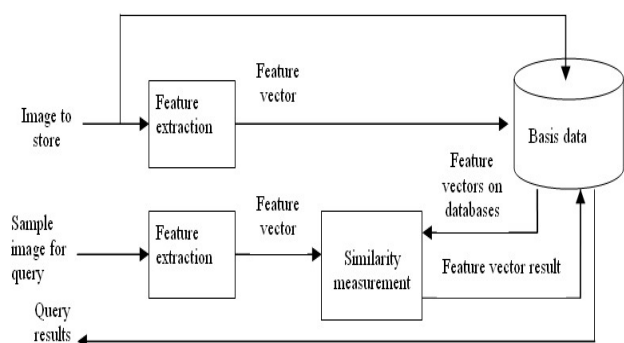 Image to
store
Feature
extraction
Feature
vector
Basis data
Feature
vectors on
databases
Sample
image for
query
Feature
extraction
Feature
vector
Similarity
measurement
Feature vector result
Query
results